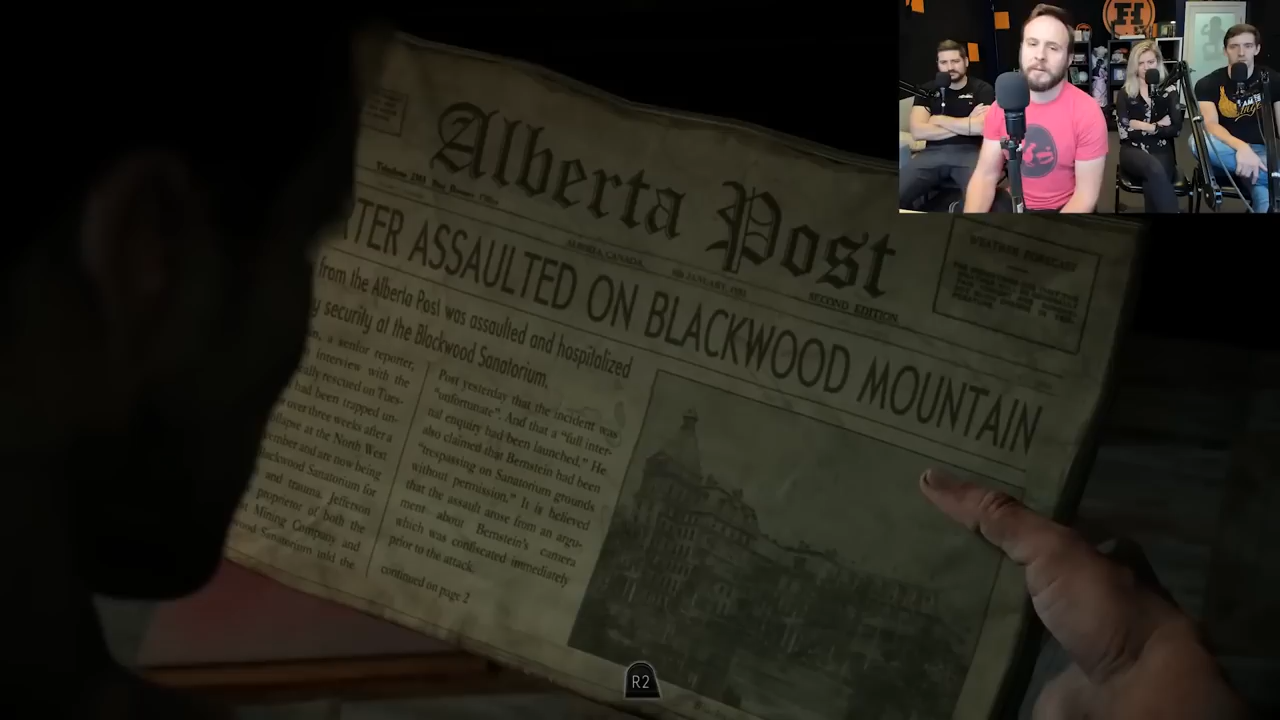 Alberta Post
ALBERTA, CANADA
SECOND EDITION
WEATHER FORECAST
TER ASSAULTED ON BLACKWOOD MOUNTAIN
from the Alberta Post was assaulted and hospitalized
y security at the Blackwood Sanatorium.
a senior reporter,
interview with the
ally rescued on Tues-
had been trapped un-
over three weeks after a
ollapse at the North West
ember and are now being
ackwood Sanatorium for
and trauma. Jefferson
proprietor of both the
st Mining Company and
wood Sanatorium told the
Post yesterday that the incident was
"unfortunate". And that a "full inter-
nal enquiry had been launched." He
also claimed that Bernstein had been
"trespassing on Sanatorium grounds
without permission." It is believed
that the assault arose from an argu-
ment about Bernstein's camera
which was confiscated immediately
prior to the attack.
continued on page 2
R2